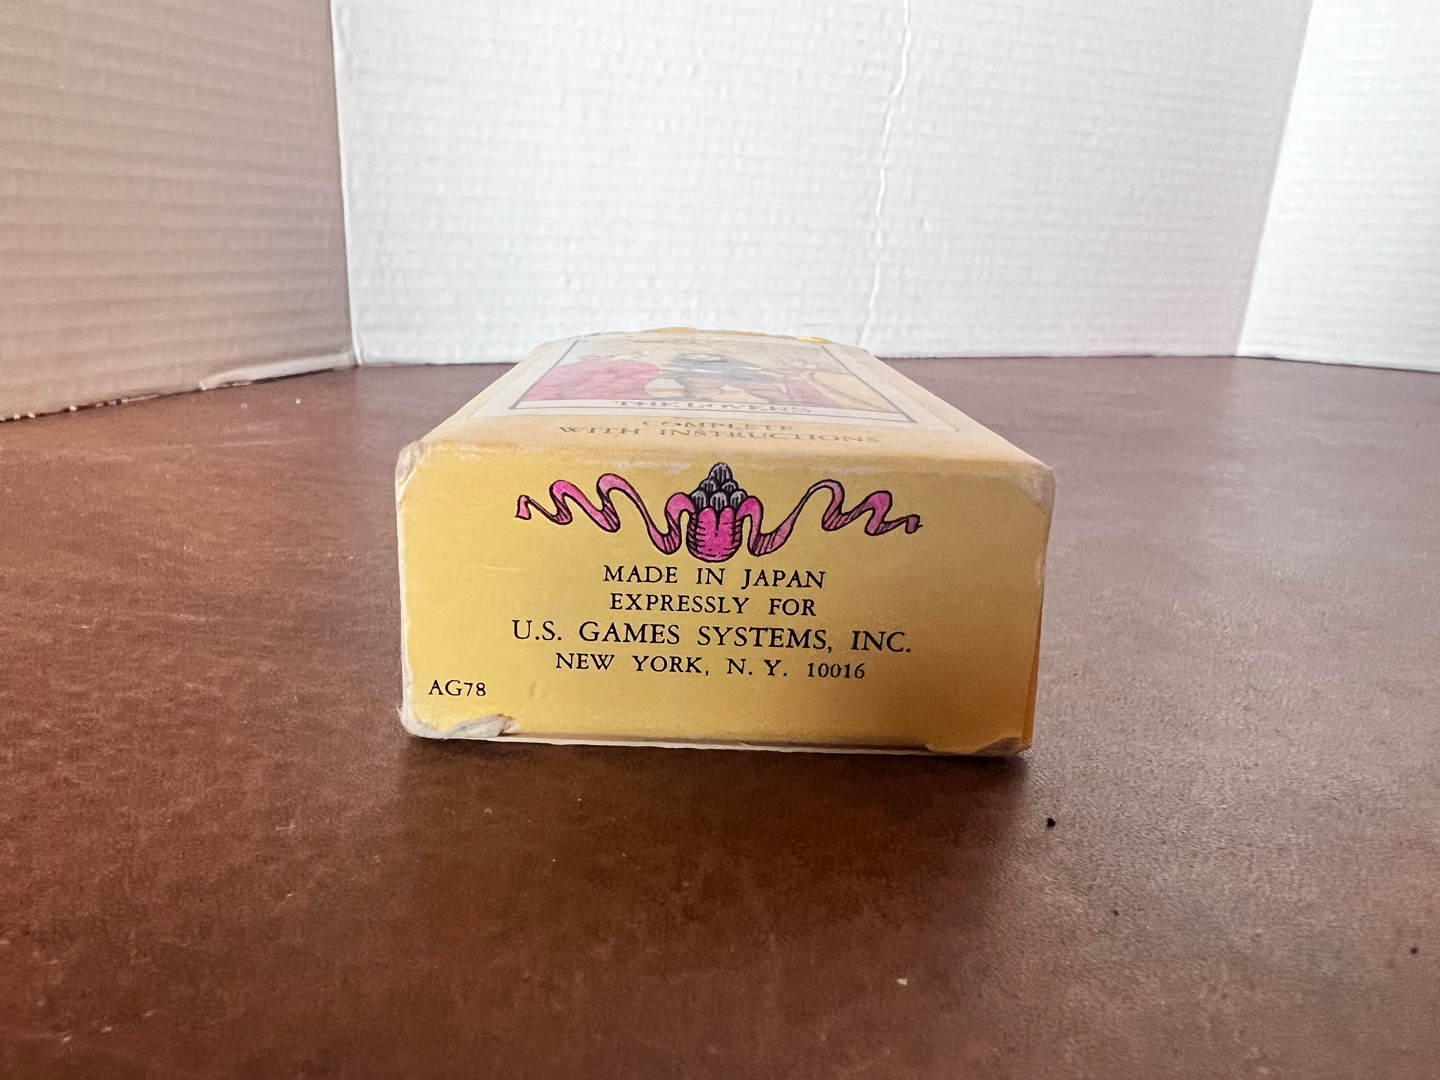 THE LOVERS
COMPLETE
WITH INSTRUCTIONS
MADE IN JAPAN
EXPRESSLY FOR
U.S. GAMES SYSTEMS, INC.
NEW YORK, N. Y. 10016
AG78